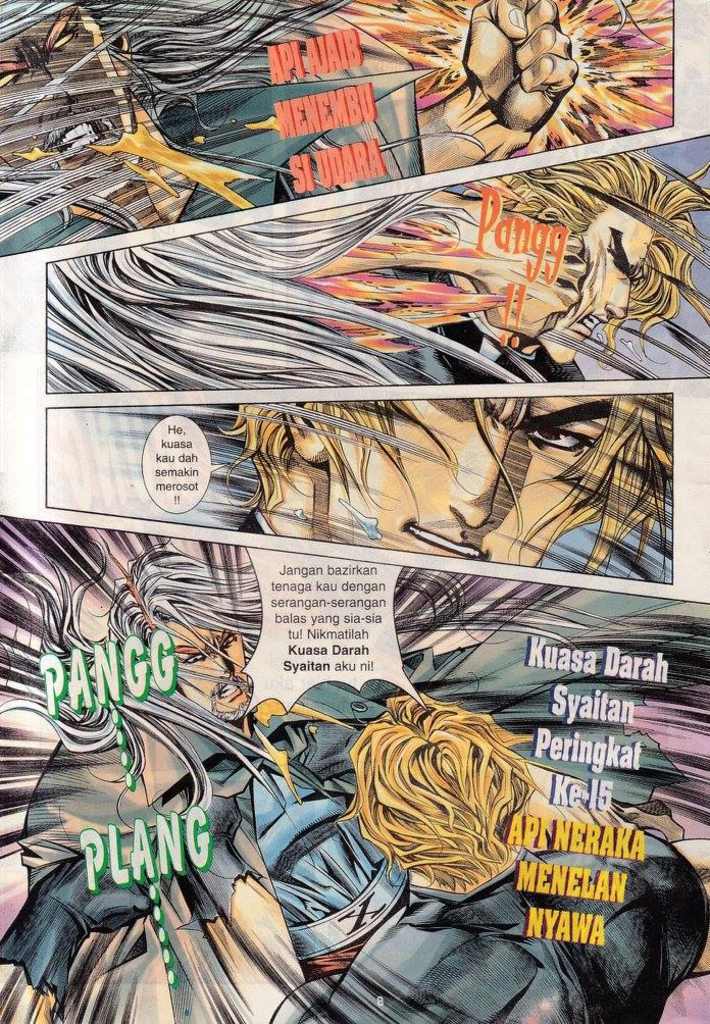 API AJAIB
MENEMBU
SI UDARA
Pangg
!!
He,
kuasa
kau dah
semakin
merosot
!!
Jangan bazirkan
tenaga kau dengan
serangan-serangan
balas yang sia-sia
tu! Nikmatilah
Kuasa Darah
Syaitan aku ni!
PANGG
PLANG
Kuasa Darah
Syaitan
Peringkat
Ke-15
API NERAKA
MENELAN
NYAWA
8